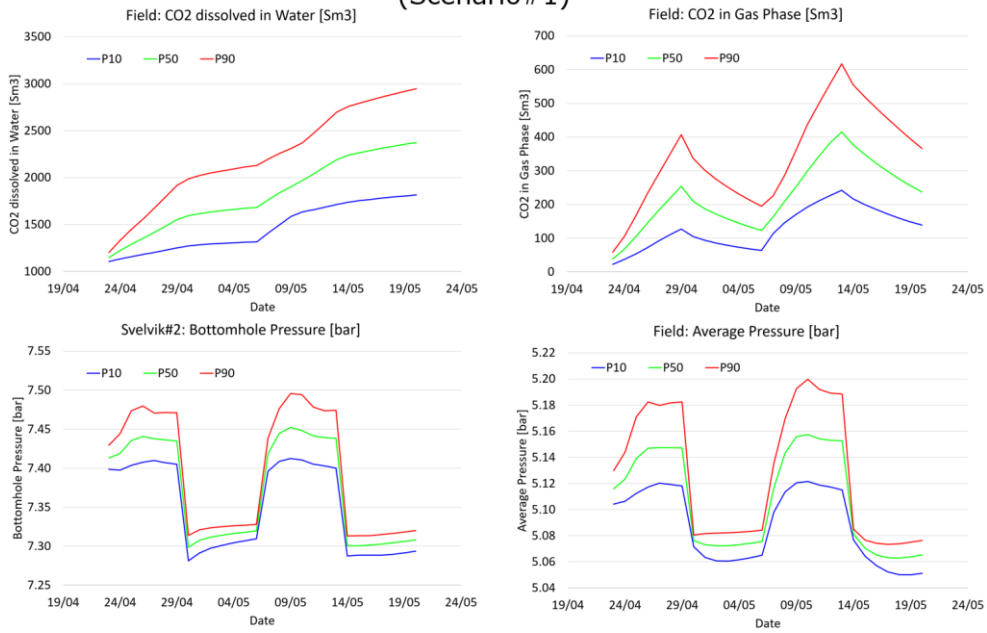 (Scenario#1)
Field: CO2 dissolved in Water [Sm3]
3500
3000
2500
2000
1500
1000
CO2 dissolved in Water [Sm3]
P10 P50 P90
19/04 24/04 29/04 04/05 09/05 14/05 19/05 24/05
Date
Field: CO2 in Gas Phase [Sm3]
700
600
500
400
300
200
100
0
CO2 in Gas Phase [Sm3]
P10 P50 P90
19/04 24/04 29/04 04/05 09/05 14/05 19/05 24/05
Date
Svelvik#2: Bottomhole Pressure [bar]
7.55
7.50
7.45
7.40
7.35
7.30
7.25
Bottomhole Pressure [bar]
P10 P50 P90
19/04 24/04 29/04 04/05 09/05 14/05 19/05 24/05
Date
Field: Average Pressure [bar]
5.22
5.20
5.18
5.16
5.14
5.12
5.10
5.08
5.06
5.04
Average Pressure [bar]
P10 P50 P90
19/04 24/04 29/04 04/05 09/05 14/05 19/05 24/05
Date